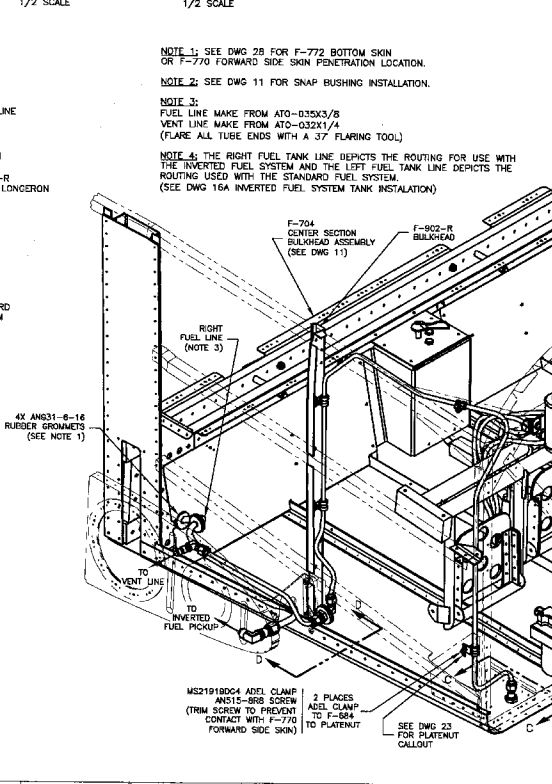 1/2 SCALE
1/2 SCALE
NOTE 1: SEE DWG 28 FOR F-772 BOTTOM SKIN
OR F-770 FORWARD SIDE SKIN PENETRATION LOCATION.
NOTE 2: SEE DWG 11 FOR SNAP BUSHING INSTALLATION.
NOTE 3:
FUEL LINE MAKE FROM ATO-035X3/8
VENT LINE MAKE FROM ATO-032X1/4
(FLARE ALL TUBE ENDS WITH A 37° FLARING TOOL)
NOTE 4: THE RIGHT FUEL TANK LINE DEPICTS THE ROUTING FOR USE WITH
THE INVERTED FUEL SYSTEM AND THE LEFT FUEL TANK LINE DEPICTS THE
ROUTING USED WITH THE STANDARD FUEL SYSTEM.
(SEE DWG 16A INVERTED FUEL SYSTEM TANK INSTALATION)
LINE
-R
LONGERON
RD
F-704
CENTER SECTION
BULKHEAD ASSEMBLY
(SEE DWG 11)
F-902-R
BULKHEAD
RIGHT
FUEL LINE
(NOTE 3)
4X AN931-6-16
RUBBER GROMMETS
(SEE NOTE 1)
TO
VENT LINE
TO
INVERTED
FUEL PICKUP
D
D
C
C
MS21919DG4 ADEL CLAMP
AN515-8R8 SCREW
(TRIM SCREW TO PREVENT
CONTACT WITH F-770
FORWARD SIDE SKIN)
2 PLACES
ADEL CLAMP
TO F-684
TO PLATENUT
SEE DWG 23
FOR PLATENUT
CALLOUT